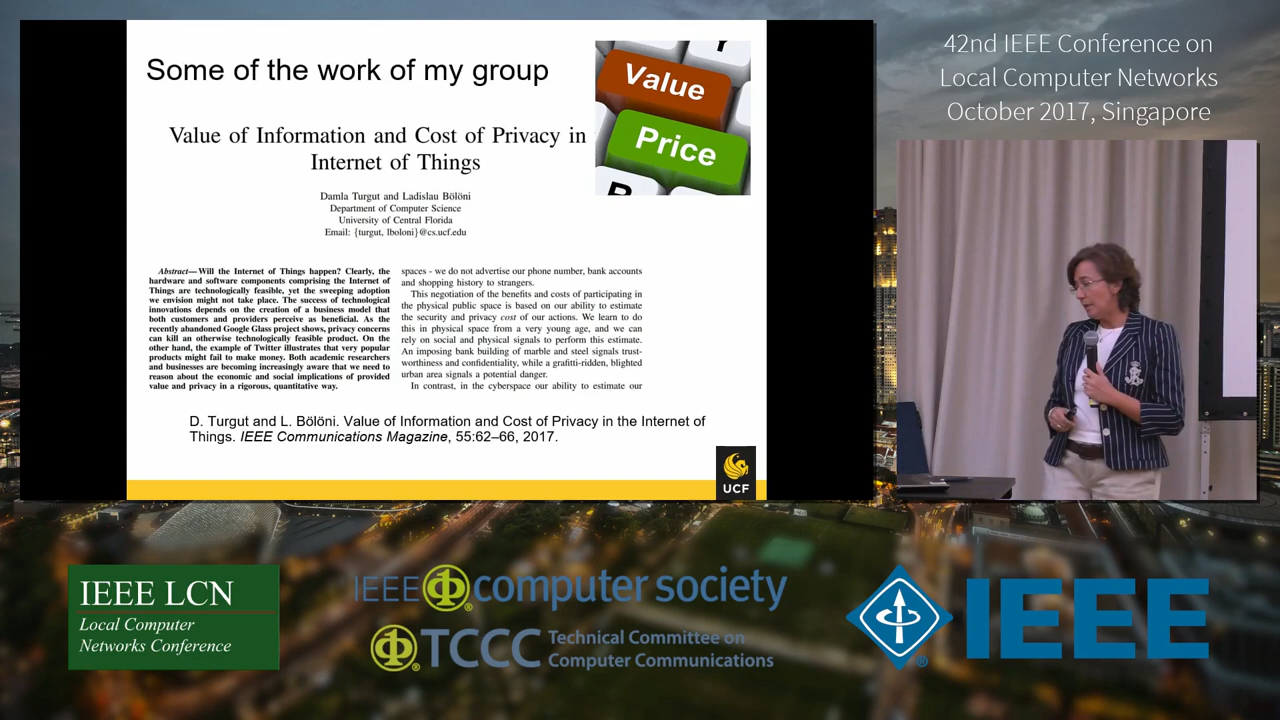 Some of the work of my group
Value
Price
Value of Information and Cost of Privacy in
Internet of Things
Damla Turgut and Ladislau Bölöni
Department of Computer Science
University of Central Florida
Email: {turgut, lboloni}@cs.ucf.edu
Abstract—Will the Internet of Things happen? Clearly, the
hardware and software components comprising the Internet of
Things are technologically feasible, yet the sweeping adoption
we envision might not take place. The success of technological
innovations depends on the creation of a business model that
both customers and providers perceive as beneficial. As the
recently abandoned Google Glass project shows, privacy concerns
can kill an otherwise technologically feasible product. On the
other hand, the example of Twitter illustrates that very popular
products might fail to make money. Both academic researchers
and businesses are becoming increasingly aware that we need to
reason about the economic and social implications of provided
value and privacy in a rigorous, quantitative way.
spaces - we do not advertise our phone number, bank accounts
and shopping history to strangers.
This negotiation of the benefits and costs of participating in
the physical public space is based on our ability to estimate
the security and privacy cost of our actions. We learn to do
this in physical space from a very young age, and we can
rely on social and physical signals to perform this estimate.
An imposing bank building of marble and steel signals trust-
worthiness and confidentiality, while a grafitti-ridden, blighted
urban area signals a potential danger.
In contrast, in the cyberspace our ability to estimate our
D. Turgut and L. Bölöni. Value of Information and Cost of Privacy in the Internet of
Things. IEEE Communications Magazine, 55:62–66, 2017.
UCF
42nd IEEE Conference on
Local Computer Networks
October 2017, Singapore
IEEE LCN
Local Computer
Networks Conference
IEEE computer society
TCCC Technical Committee on
Computer Communications
IEEE